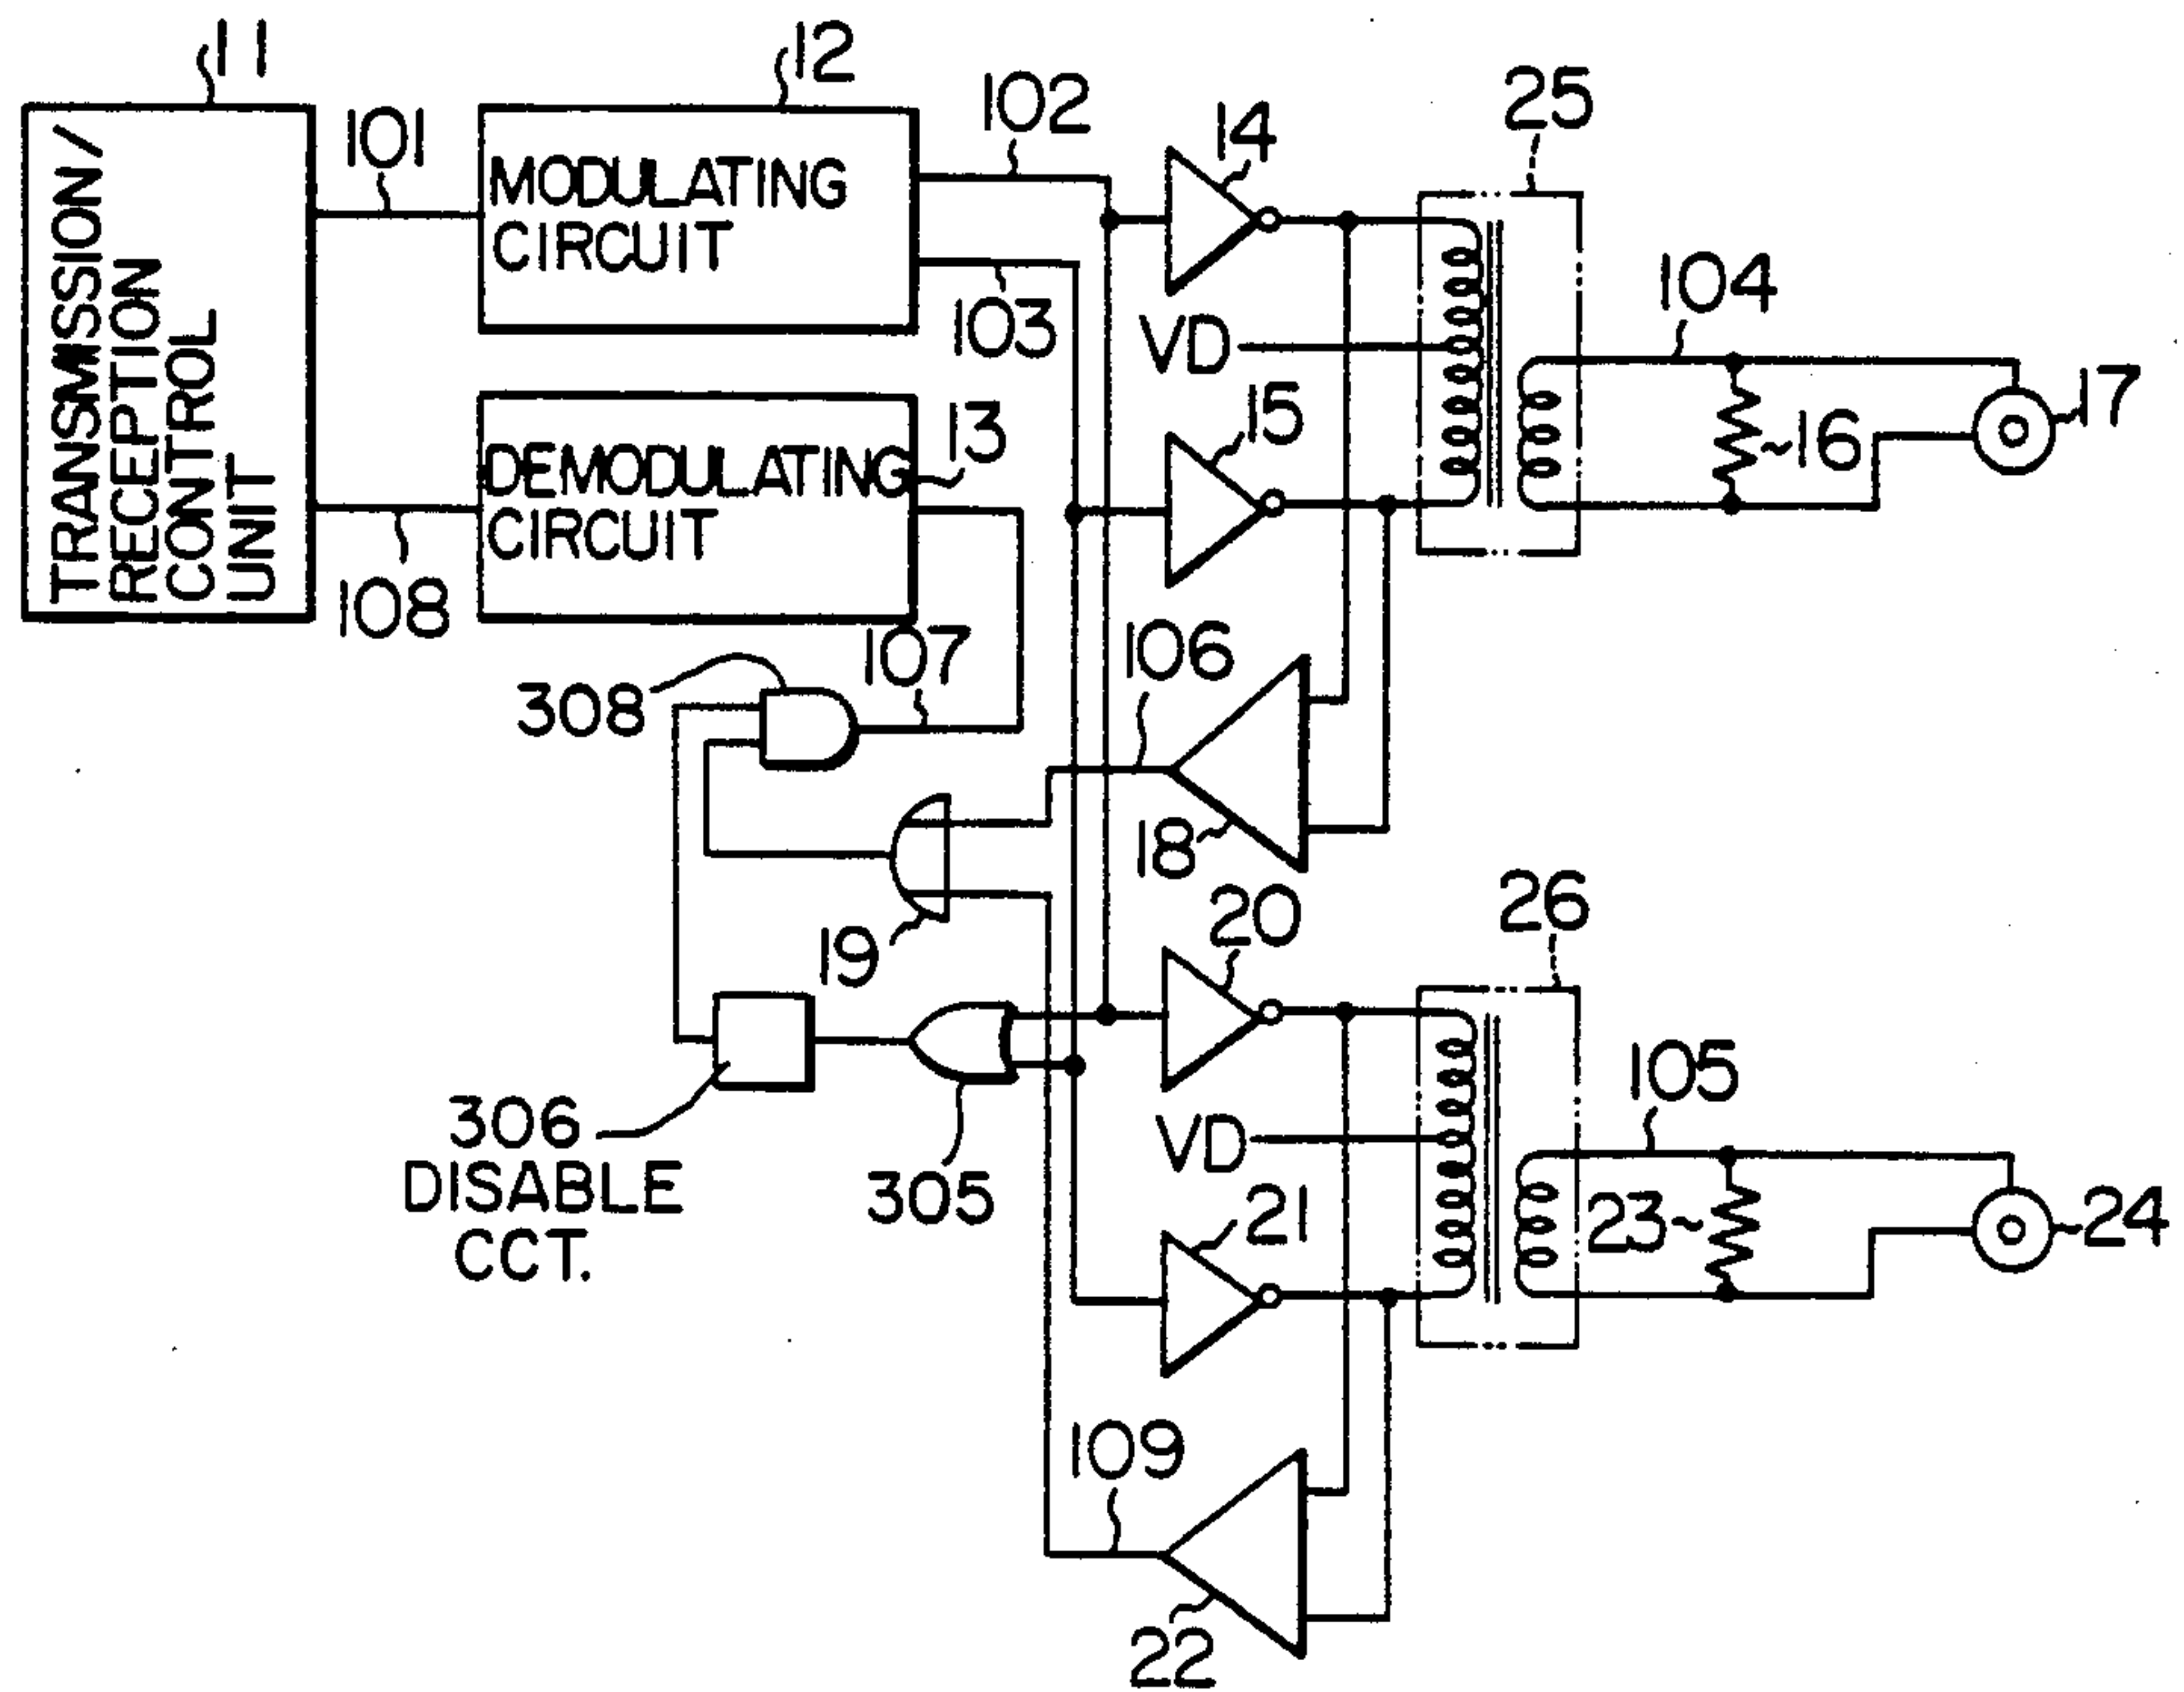 11
12
101
102
14
25
TRANSMISSION/
RECEPTION
CONTROL
UNIT
MODULATING
CIRCUIT
103
VD
104
17
15
16
13
DEMODULATING
CIRCUIT
108
107
106
308
18
19
20
26
306
DISABLE
CCT.
305
VD
105
21
23
24
109
22